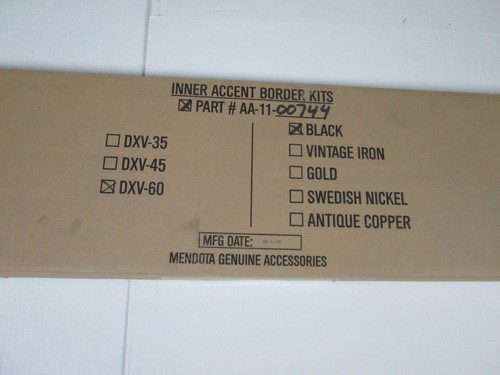 INNER ACCENT BORDER KITS
☒ PART # AA-11-00744
☐ DXV-35
☐ DXV-45
☒ DXV-60
☒ BLACK
☐ VINTAGE IRON
☐ GOLD
☐ SWEDISH NICKEL
☐ ANTIQUE COPPER
MFG DATE:
MENDOTA GENUINE ACCESSORIES